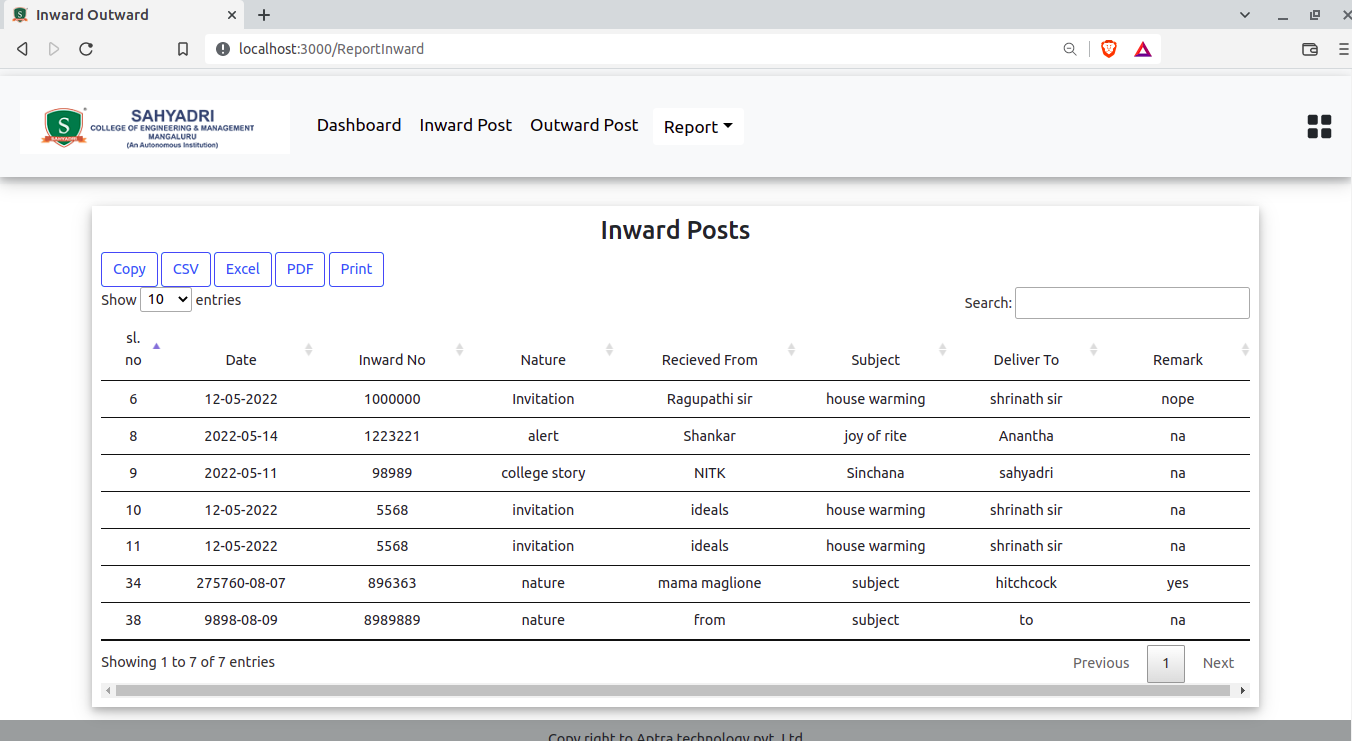 Inward Outward
localhost:3000/ReportInward
S
SAHYADRI
SAHYADRI
COLLEGE OF ENGINEERING & MANAGEMENT
MANGALURU
(An Autonomous Institution)
Dashboard Inward Post Outward Post Report
Inward Posts
Copy CSV Excel PDF Print
Show 10 entries Search:
sl. no Date Inward No Nature Recieved From Subject Deliver To Remark
6 12-05-2022 1000000 Invitation Ragupathi sir house warming shrinath sir nope
8 2022-05-14 1223221 alert Shankar joy of rite Anantha na
9 2022-05-11 98989 college story NITK Sinchana sahyadri na
10 12-05-2022 5568 invitation ideals house warming shrinath sir na
11 12-05-2022 5568 invitation ideals house warming shrinath sir na
34 275760-08-07 896363 nature mama maglione subject hitchcock yes
38 9898-08-09 8989889 nature from subject to na
Showing 1 to 7 of 7 entries Previous 1 Next
Copy right to Aptra technology pvt. Ltd